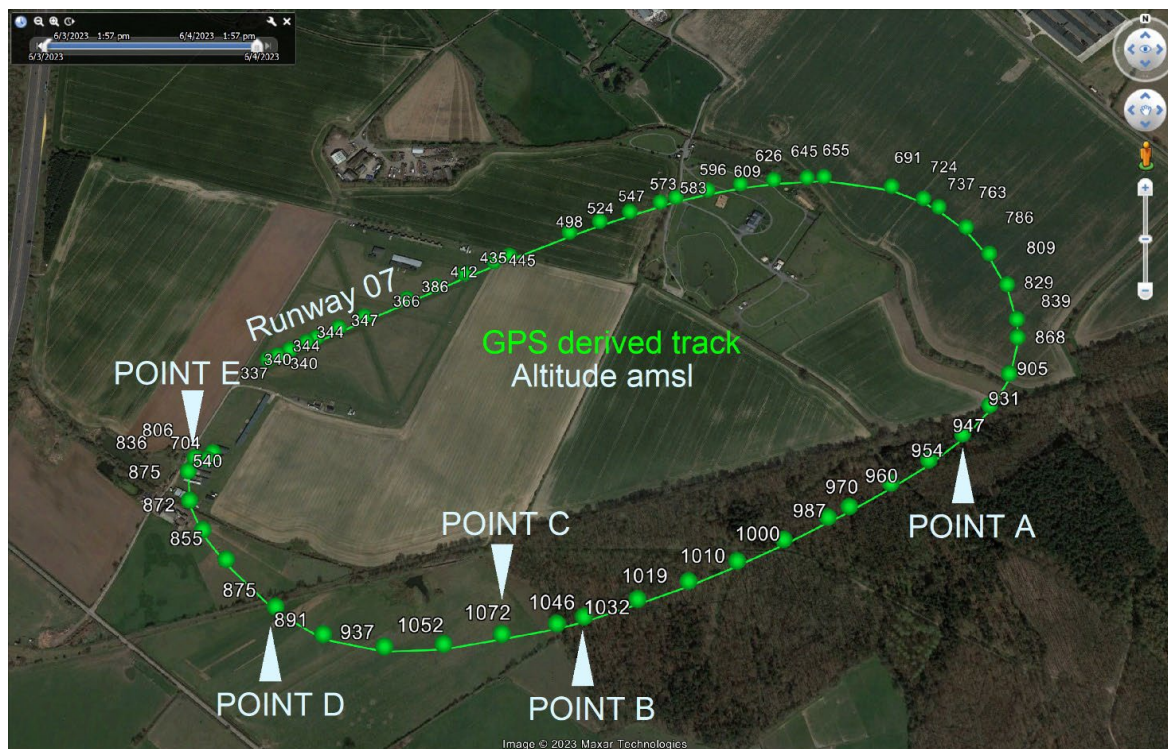 6/3/2023 1:57 pm 6/4/2023 1:57 pm
6/3/2023 6/4/2023
N
626 645 655
596 609 691
573 583 724
547 737
524 763
498 786
435 445 809
412
386 829
366
Runway 07
347 839
344
344 868
340
340
337
GPS derived track
Altitude amsl
905
POINT E
931
806 947
836 704
540 954
875 960
872 970
987
POINT C POINT A
855 1000
1010
875 1019
1072 1046 1032
891
937 1052
POINT D POINT B
Image © 2023 Maxar Technologies